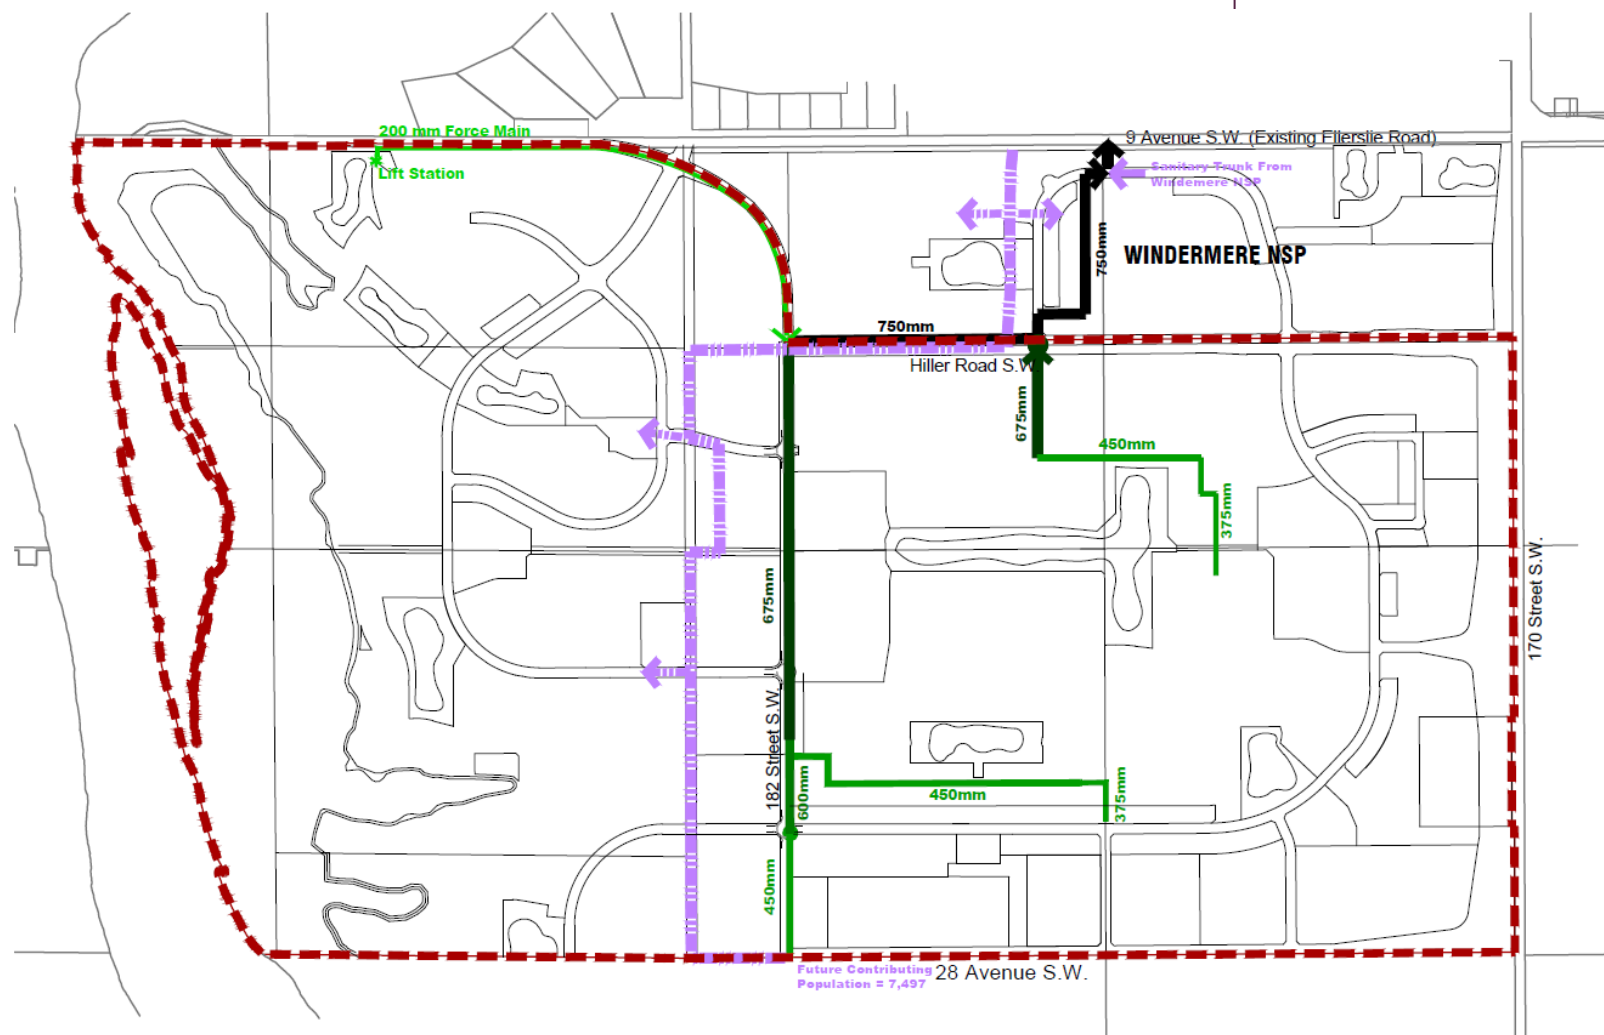 9 Avenue S.W. (Existing Ellerslie Road)
200 mm Force Main
Lift Station
Sanitary Trunk From
Windemere NSP
750mm
WINDERMERE NSP
750mm
Hiller Road S.W.
675mm
450mm
375mm
675mm
170 Street S.W.
182 Street S.W.
600mm
450mm
375mm
450mm
Future Contributing
Population = 7,497
28 Avenue S.W.